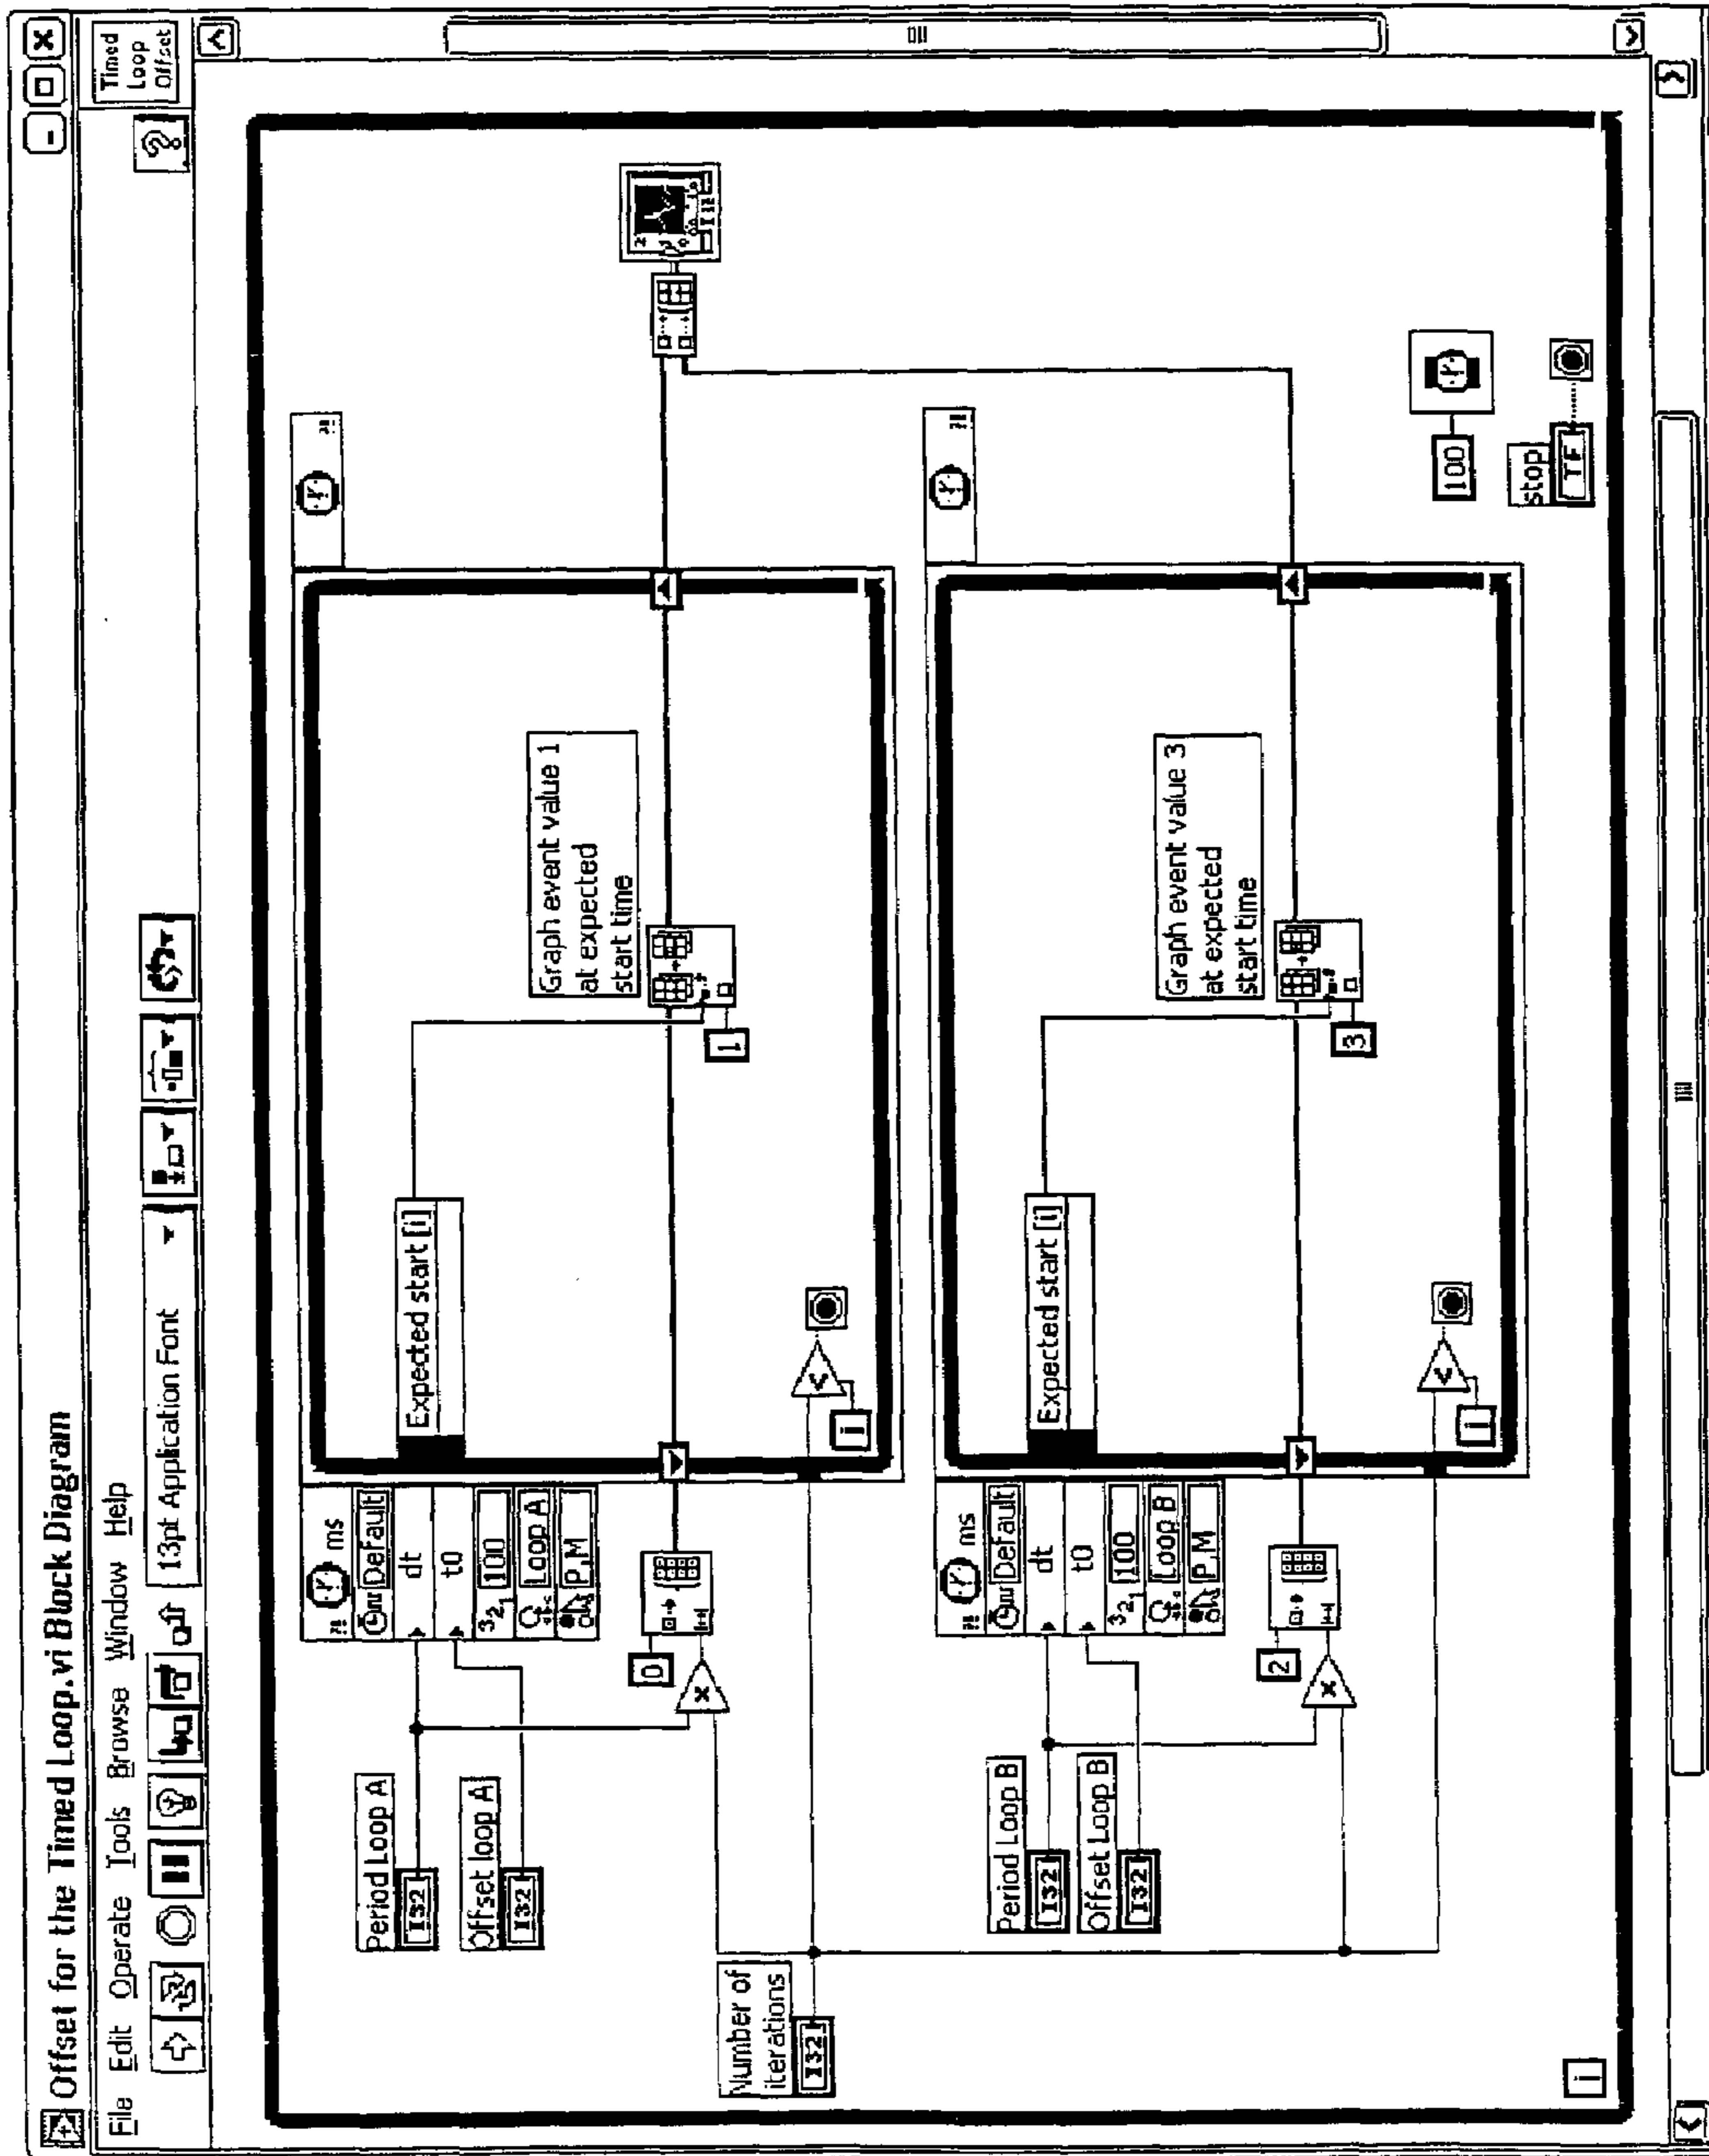 Offset for the Timed Loop.vi Block Diagram
File Edit Operate Tools Browse Window Help
13pt Application Font
Timed
Loop
Offset
Period Loop A
I32
Offset loop A
I32
ms
Default
dt
t0
100
Loop A
P,M
0
x
Expected start [i]
Graph event value 1
at expected
start time
1
i
Number of
iterations
I32
Period Loop B
I32
Offset Loop B
I32
ms
Default
dt
t0
100
Loop B
P,M
2
x
Expected start [i]
Graph event value 3
at expected
start time
3
i
100
stop
TF
i